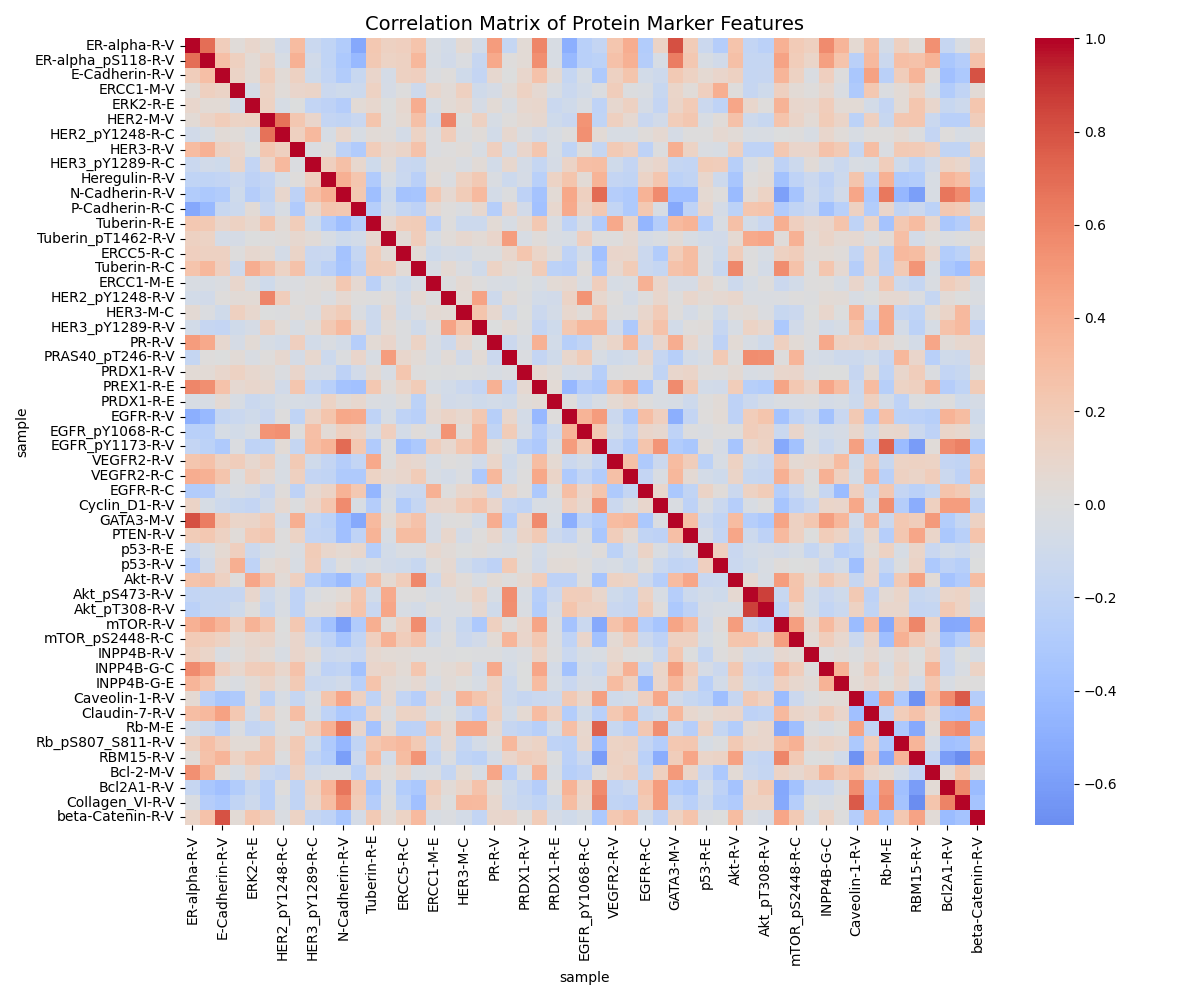 Correlation Matrix of Protein Marker Features
ER-alpha-R-V
ER-alpha_pS118-R-V
E-Cadherin-R-V
ERCC1-M-V
ERK2-R-E
HER2-M-V
HER2_pY1248-R-C
HER3-R-V
HER3_pY1289-R-C
Heregulin-R-V
N-Cadherin-R-V
P-Cadherin-R-C
Tuberin-R-E
Tuberin_pT1462-R-V
ERCC5-R-C
Tuberin-R-C
ERCC1-M-E
HER2_pY1248-R-V
HER3-M-C
HER3_pY1289-R-V
PR-R-V
PRAS40_pT246-R-V
PRDX1-R-V
PREX1-R-E
PRDX1-R-E
EGFR-R-V
EGFR_pY1068-R-C
EGFR_pY1173-R-V
VEGFR2-R-V
VEGFR2-R-C
EGFR-R-C
Cyclin_D1-R-V
GATA3-M-V
PTEN-R-V
p53-R-E
p53-R-V
Akt-R-V
Akt_pS473-R-V
Akt_pT308-R-V
mTOR-R-V
mTOR_pS2448-R-C
INPP4B-R-V
INPP4B-G-C
INPP4B-G-E
Caveolin-1-R-V
Claudin-7-R-V
Rb-M-E
Rb_pS807_S811-R-V
RBM15-R-V
Bcl-2-M-V
Bcl2A1-R-V
Collagen_VI-R-V
beta-Catenin-R-V
sample
ER-alpha-R-V
E-Cadherin-R-V
ERK2-R-E
HER2_pY1248-R-C
HER3_pY1289-R-C
N-Cadherin-R-V
Tuberin-R-E
ERCC5-R-C
ERCC1-M-E
HER3-M-C
PR-R-V
PRDX1-R-V
PRDX1-R-E
EGFR_pY1068-R-C
VEGFR2-R-V
EGFR-R-C
GATA3-M-V
p53-R-E
Akt-R-V
Akt_pT308-R-V
mTOR_pS2448-R-C
INPP4B-G-C
Caveolin-1-R-V
Rb-M-E
RBM15-R-V
Bcl2A1-R-V
beta-Catenin-R-V
sample
1.0
0.8
0.6
0.4
0.2
0.0
−0.2
−0.4
−0.6